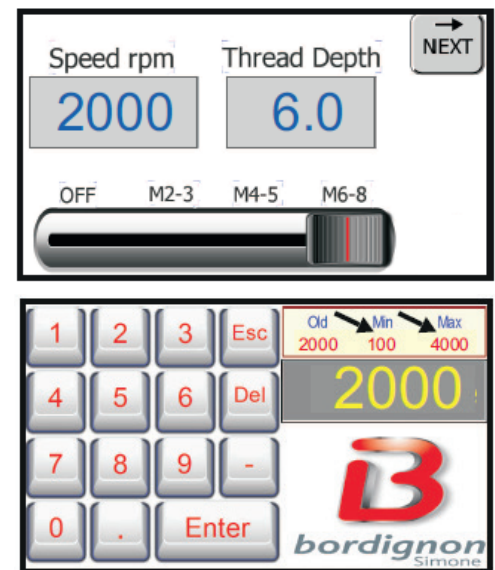 NEXT
Speed rpm Thread Depth
2000 6.0
OFF M2-3 M4-5 M6-8
1 2 3 Esc
Old Min Max
2000 100 4000
4 5 6 Del
2000
7 8 9 -
0 . Enter
B
bordignon
Simone